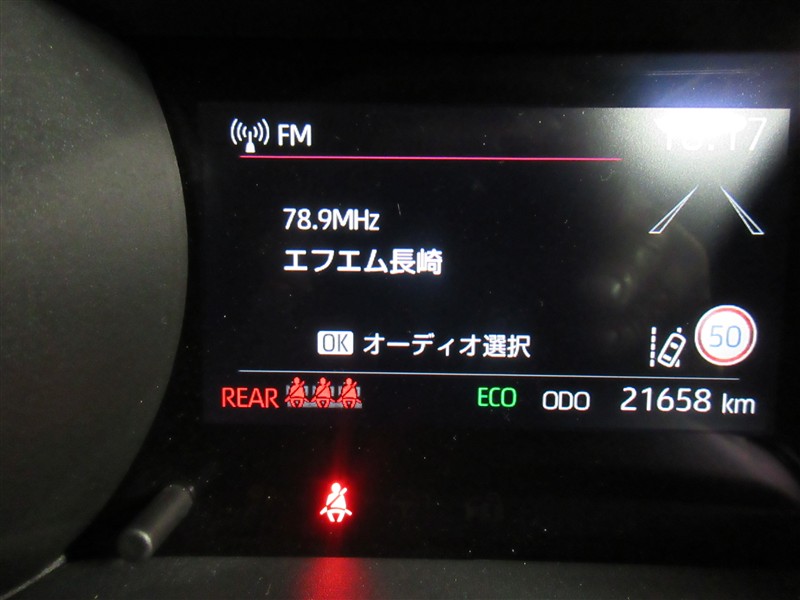 FM
78.9MHz
エフエム長崎
OK オーディオ選択
50
REAR ECO ODO 21658 km